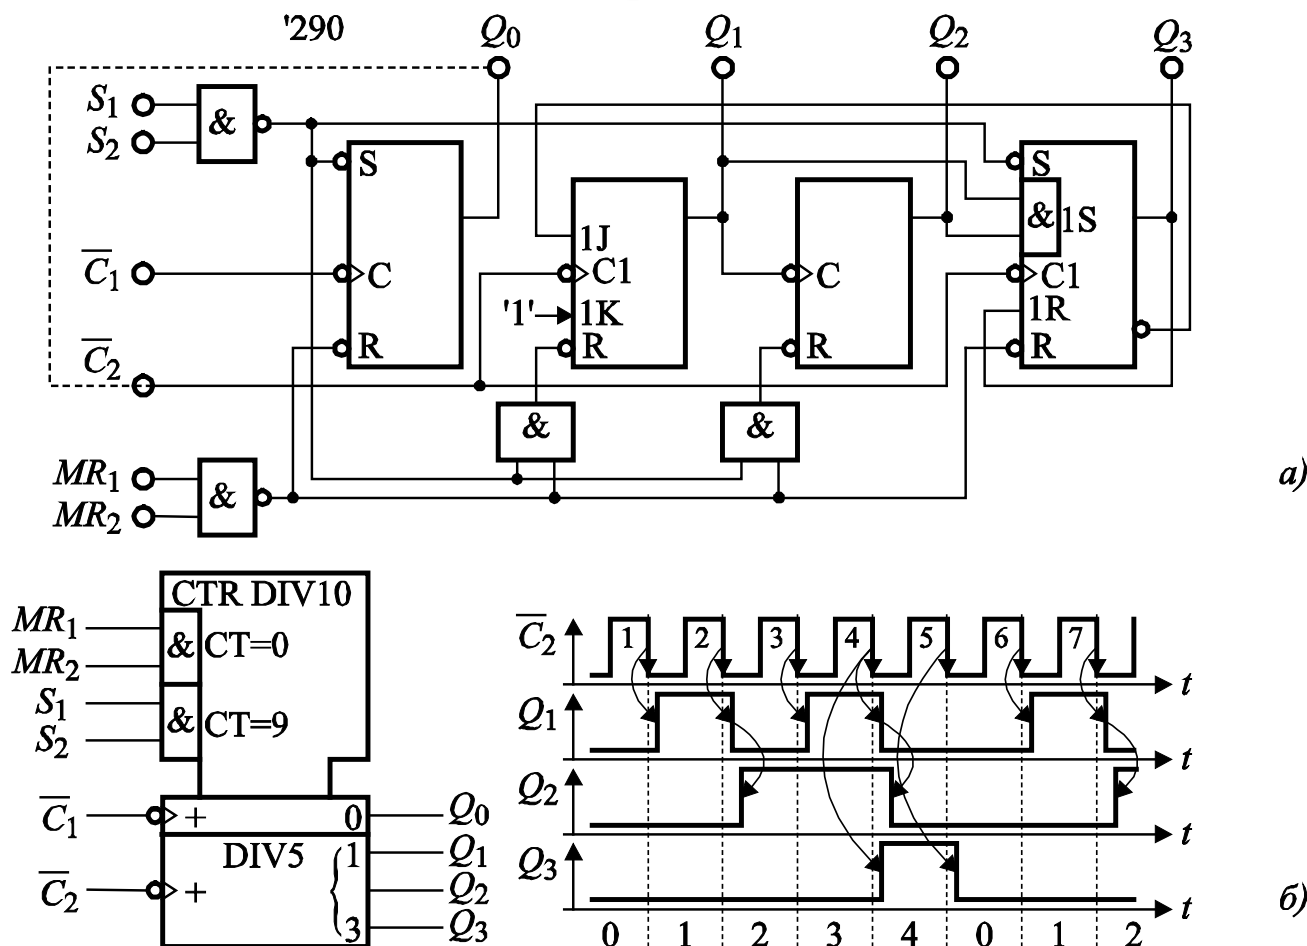 '290 Q0 Q1 Q2 Q3
S1
S2
&
S
S
&
1S
1J
C̅1
C
C1
C
C1
'1'
1K
1R
R
R
R
R
C̅2
&
&
MR1
MR2
&
а)
CTR DIV10
MR1
MR2
&
CT=0
S1
S2
&
CT=9
C̅1
+
0
Q0
DIV5
1
Q1
C̅2
+
Q2
3
Q3
C̅2
1 2 3 4 5 6 7
t
Q1
t
Q2
t
Q3
t
0 1 2 3 4 0 1 2
б)